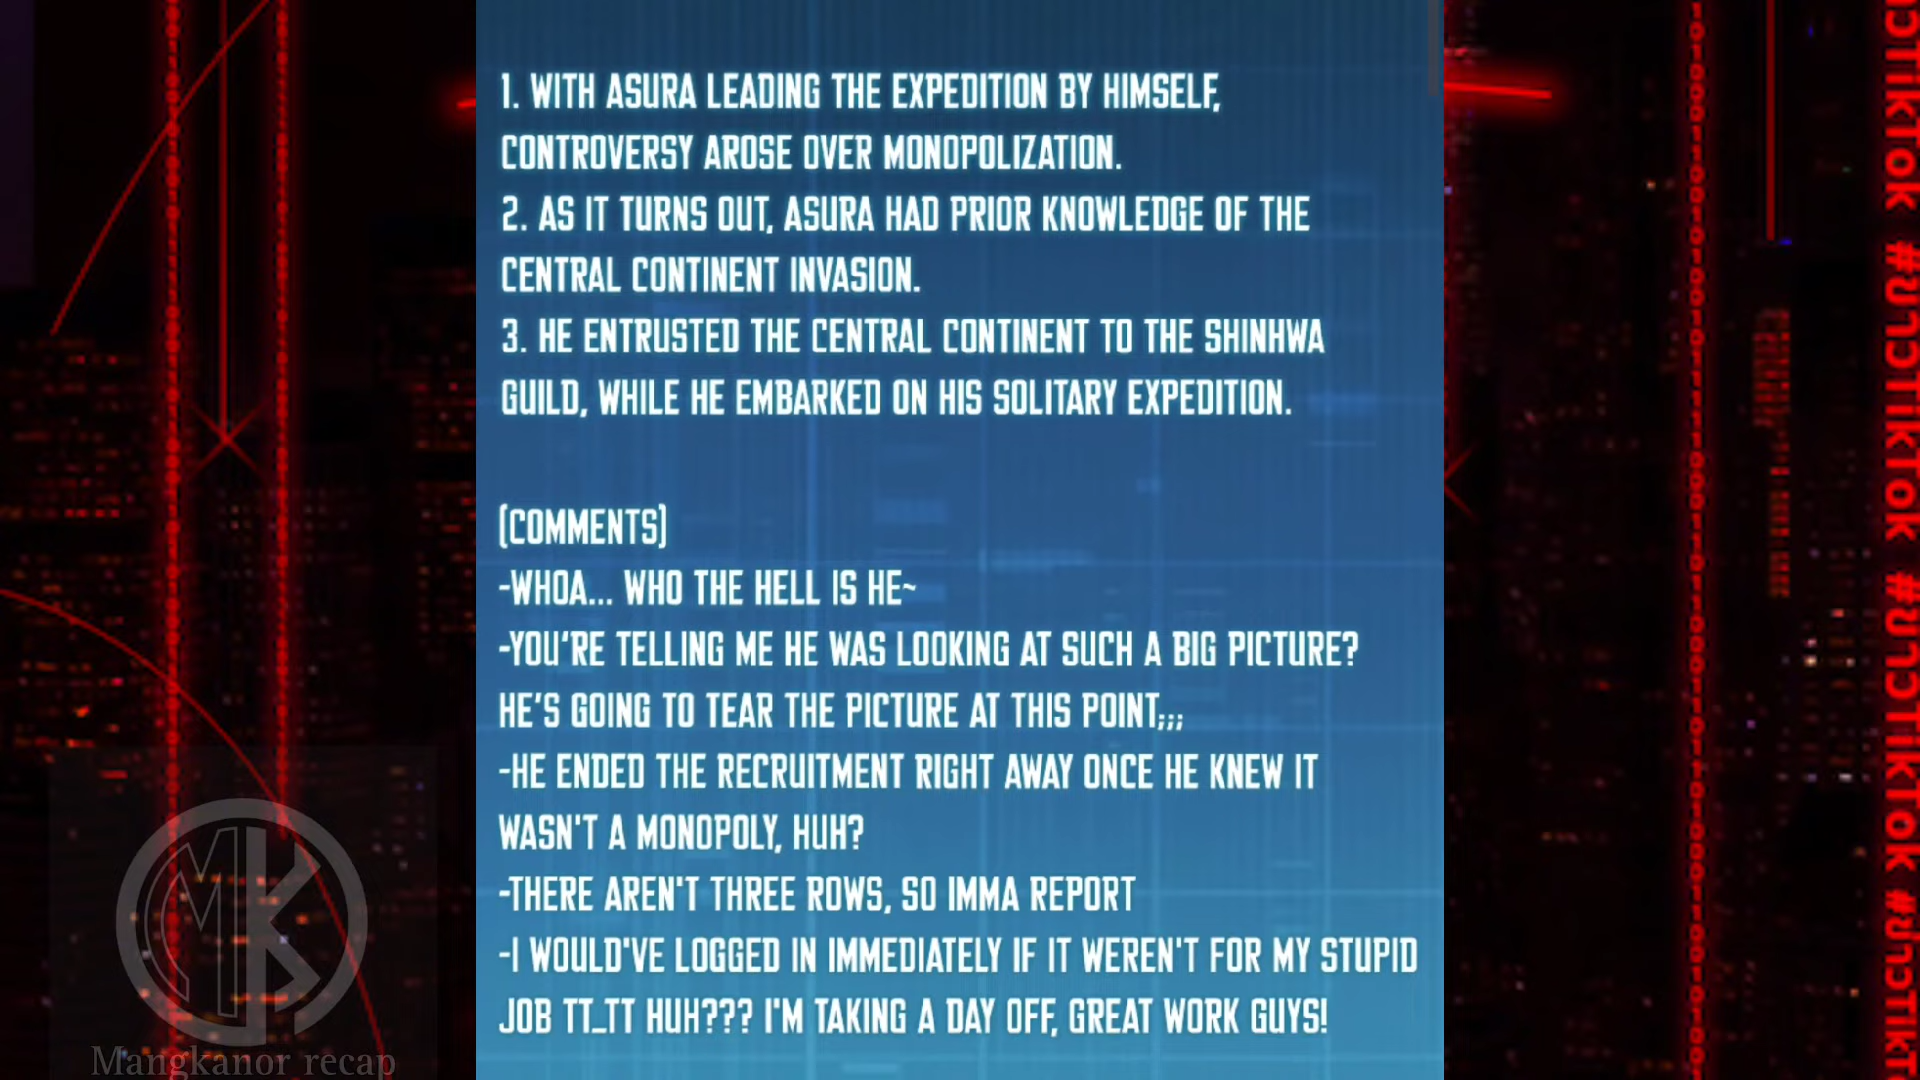 1. WITH ASURA LEADING THE EXPEDITION BY HIMSELF,
CONTROVERSY AROSE OVER MONOPOLIZATION.
2. AS IT TURNS OUT, ASURA HAD PRIOR KNOWLEDGE OF THE
CENTRAL CONTINENT INVASION.
3. HE ENTRUSTED THE CENTRAL CONTINENT TO THE SHINHWA
GUILD, WHILE HE EMBARKED ON HIS SOLITARY EXPEDITION.
[COMMENTS]
-WHOA... WHO THE HELL IS HE~
-YOU'RE TELLING ME HE WAS LOOKING AT SUCH A BIG PICTURE?
HE'S GOING TO TEAR THE PICTURE AT THIS POINT;;;
-HE ENDED THE RECRUITMENT RIGHT AWAY ONCE HE KNEW IT
WASN'T A MONOPOLY, HUH?
-THERE AREN'T THREE ROWS, SO IMMA REPORT
-I WOULD'VE LOGGED IN IMMEDIATELY IF IT WEREN'T FOR MY STUPID
JOB TT_TT HUH??? I'M TAKING A DAY OFF, GREAT WORK GUYS!
MK
Mangkanor recap